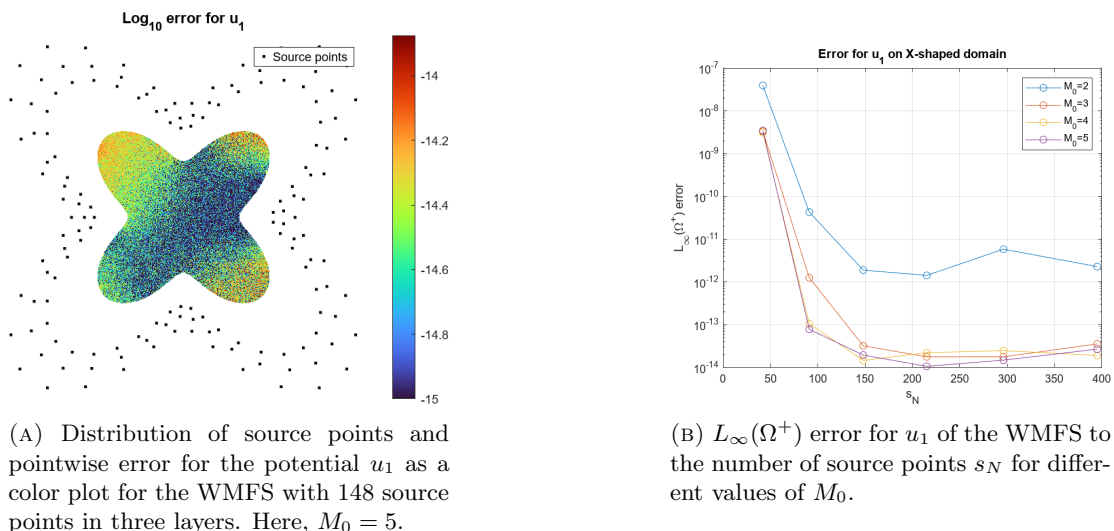 Log₁₀ error for u₁
Source points
-14
-14.2
-14.4
-14.6
-14.8
-15
(A) Distribution of source points and
pointwise error for the potential u₁ as a
color plot for the WMFS with 148 source
points in three layers. Here, M₀ = 5.
Error for u₁ on X-shaped domain
10⁻⁷
10⁻⁸
10⁻⁹
10⁻¹⁰
10⁻¹¹
10⁻¹²
10⁻¹³
10⁻¹⁴
L∞(Ω⁺) error
M₀=2
M₀=3
M₀=4
M₀=5
0 50 100 150 200 250 300 350 400
s_N
(B) L∞(Ω⁺) error for u₁ of the WMFS to
the number of source points s_N for differ-
ent values of M₀.